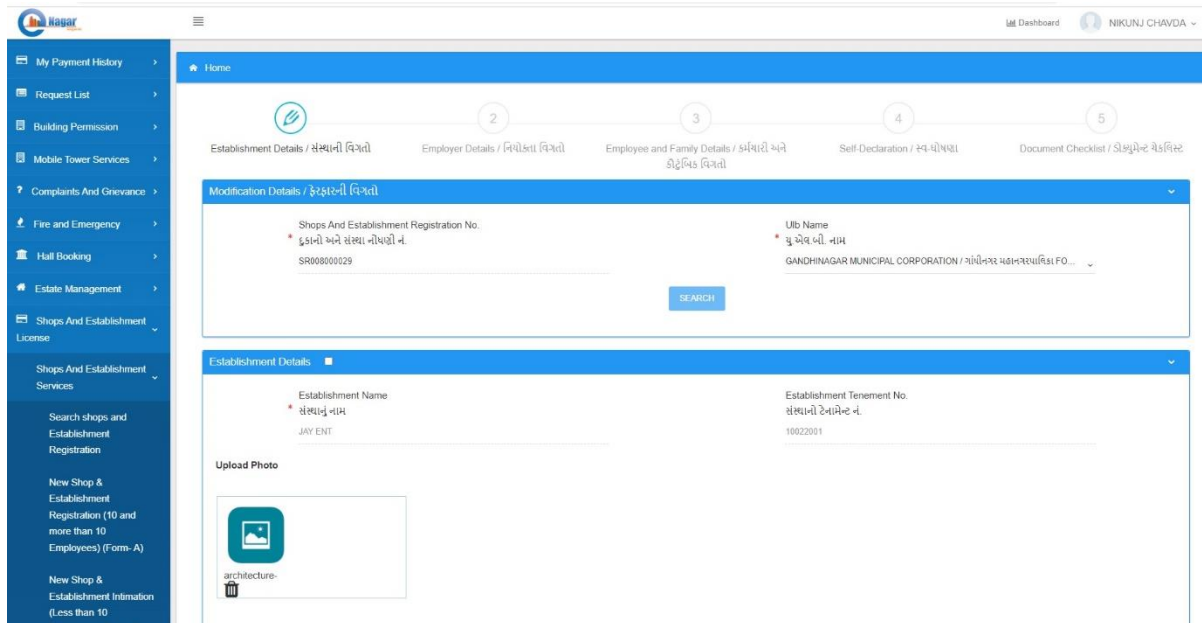 Nagar
Dashboard
NIKUNJ CHAVDA
My Payment History
Request List
Building Permission
Mobile Tower Services
Complaints And Grievance
Fire and Emergency
Hall Booking
Estate Management
Shops And Establishment
License
Shops And Establishment
Services
Search shops and
Establishment
Registration
New Shop &
Establishment
Registration (10 and
more than 10
Employees) (Form- A)
New Shop &
Establishment Intimation
(Less than 10
Home
2
3
4
5
Establishment Details / સંસ્થાની વિગતો
Employer Details / નિયોક્તા વિગતો
Employee and Family Details / કર્મચારી અને
કૌટુંબિક વિગતો
Self-Declaration / સ્વ-ઘોષણા
Document Checklist / ડોક્યુમેન્ટ ચેકલિસ્ટ
Modification Details / ફેરફારની વિગતો
Shops And Establishment Registration No.
* દુકાનો અને સંસ્થા નોંધણી નં.
SR008000029
Ulb Name
* યુ.એલ.બી. નામ
GANDHINAGAR MUNICIPAL CORPORATION / ગાંધીનગર મહાનગરપાલિકા FO...
SEARCH
Establishment Details
Establishment Name
* સંસ્થાનું નામ
JAY ENT
Establishment Tenement No.
સંસ્થાનો ટેનામેન્ટ નં.
10022001
Upload Photo
architecture-